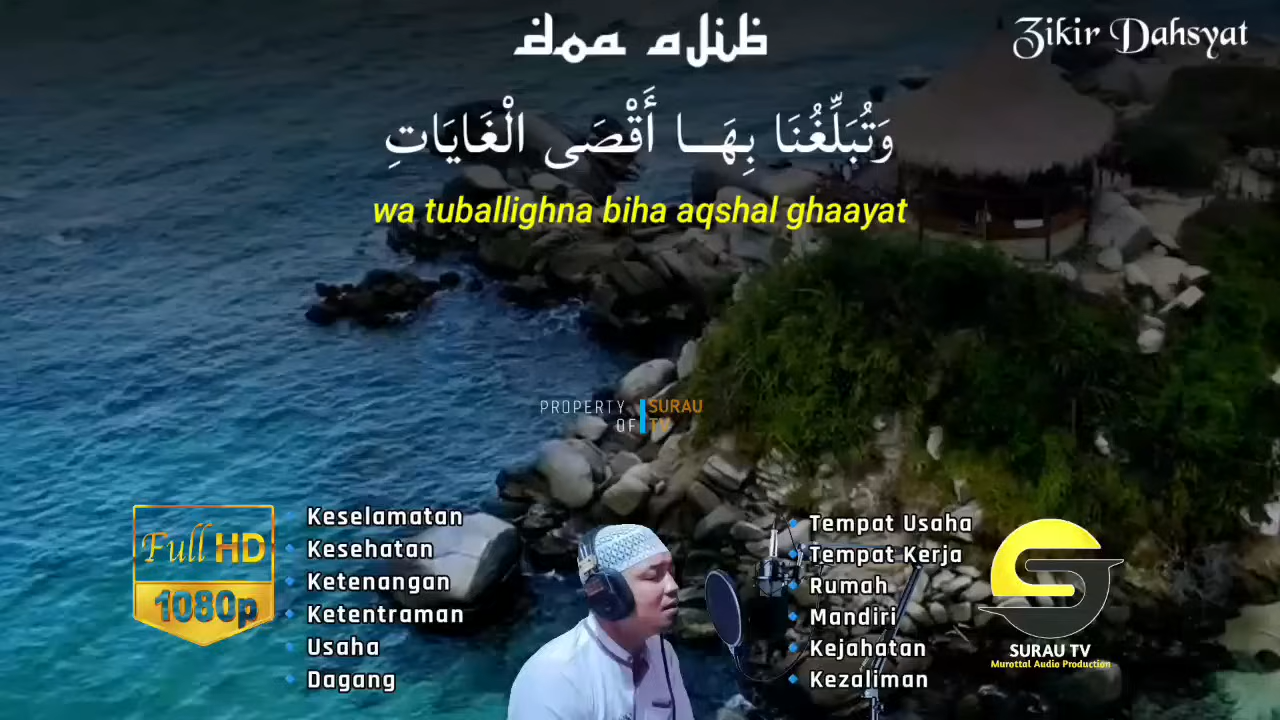 doa ajib
Zikir Dahsyat
وَتُبَلِّغُنَا بِهَـــا أَقْصَى الْغَايَاتِ
wa tuballighna biha aqshal ghaayat
PROPERTY OF
SURAU TV
Full HD
1080p
Keselamatan
Kesehatan
Ketenangan
Ketentraman
Usaha
Dagang
Tempat Usaha
Tempat Kerja
Rumah
Mandiri
Kejahatan
Kezaliman
SURAU TV
Murottal Audio Production